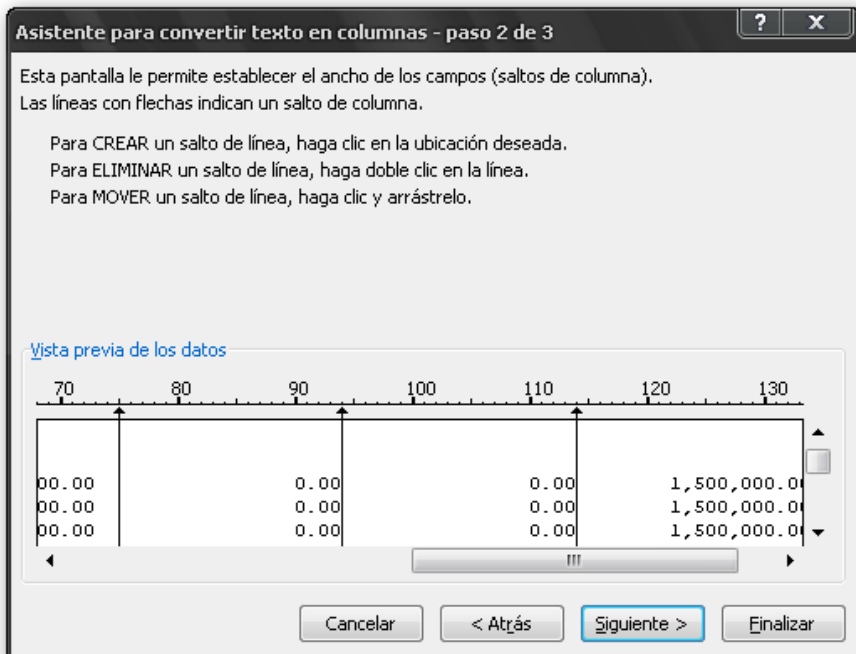 Asistente para convertir texto en columnas - paso 2 de 3
? X
Esta pantalla le permite establecer el ancho de los campos (saltos de columna).
Las líneas con flechas indican un salto de columna.
Para CREAR un salto de línea, haga clic en la ubicación deseada.
Para ELIMINAR un salto de línea, haga doble clic en la línea.
Para MOVER un salto de línea, haga clic y arrástrelo.
Vista previa de los datos
70 80 90 100 110 120 130
00.00 0.00 0.00 1,500,000.0
00.00 0.00 0.00 1,500,000.0
00.00 0.00 0.00 1,500,000.0
Cancelar < Atrás Siguiente > Finalizar